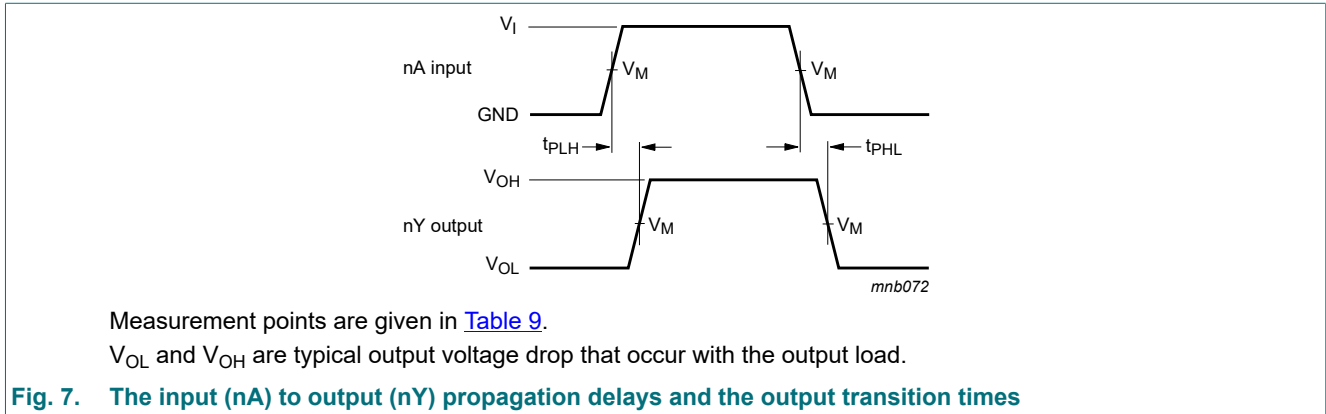 V_I
nA input
V_M
V_M
GND
t_PLH
t_PHL
V_OH
nY output
V_M
V_M
V_OL
mnb072
Measurement points are given in Table 9.
V_OL and V_OH are typical output voltage drop that occur with the output load.
Fig. 7. The input (nA) to output (nY) propagation delays and the output transition times